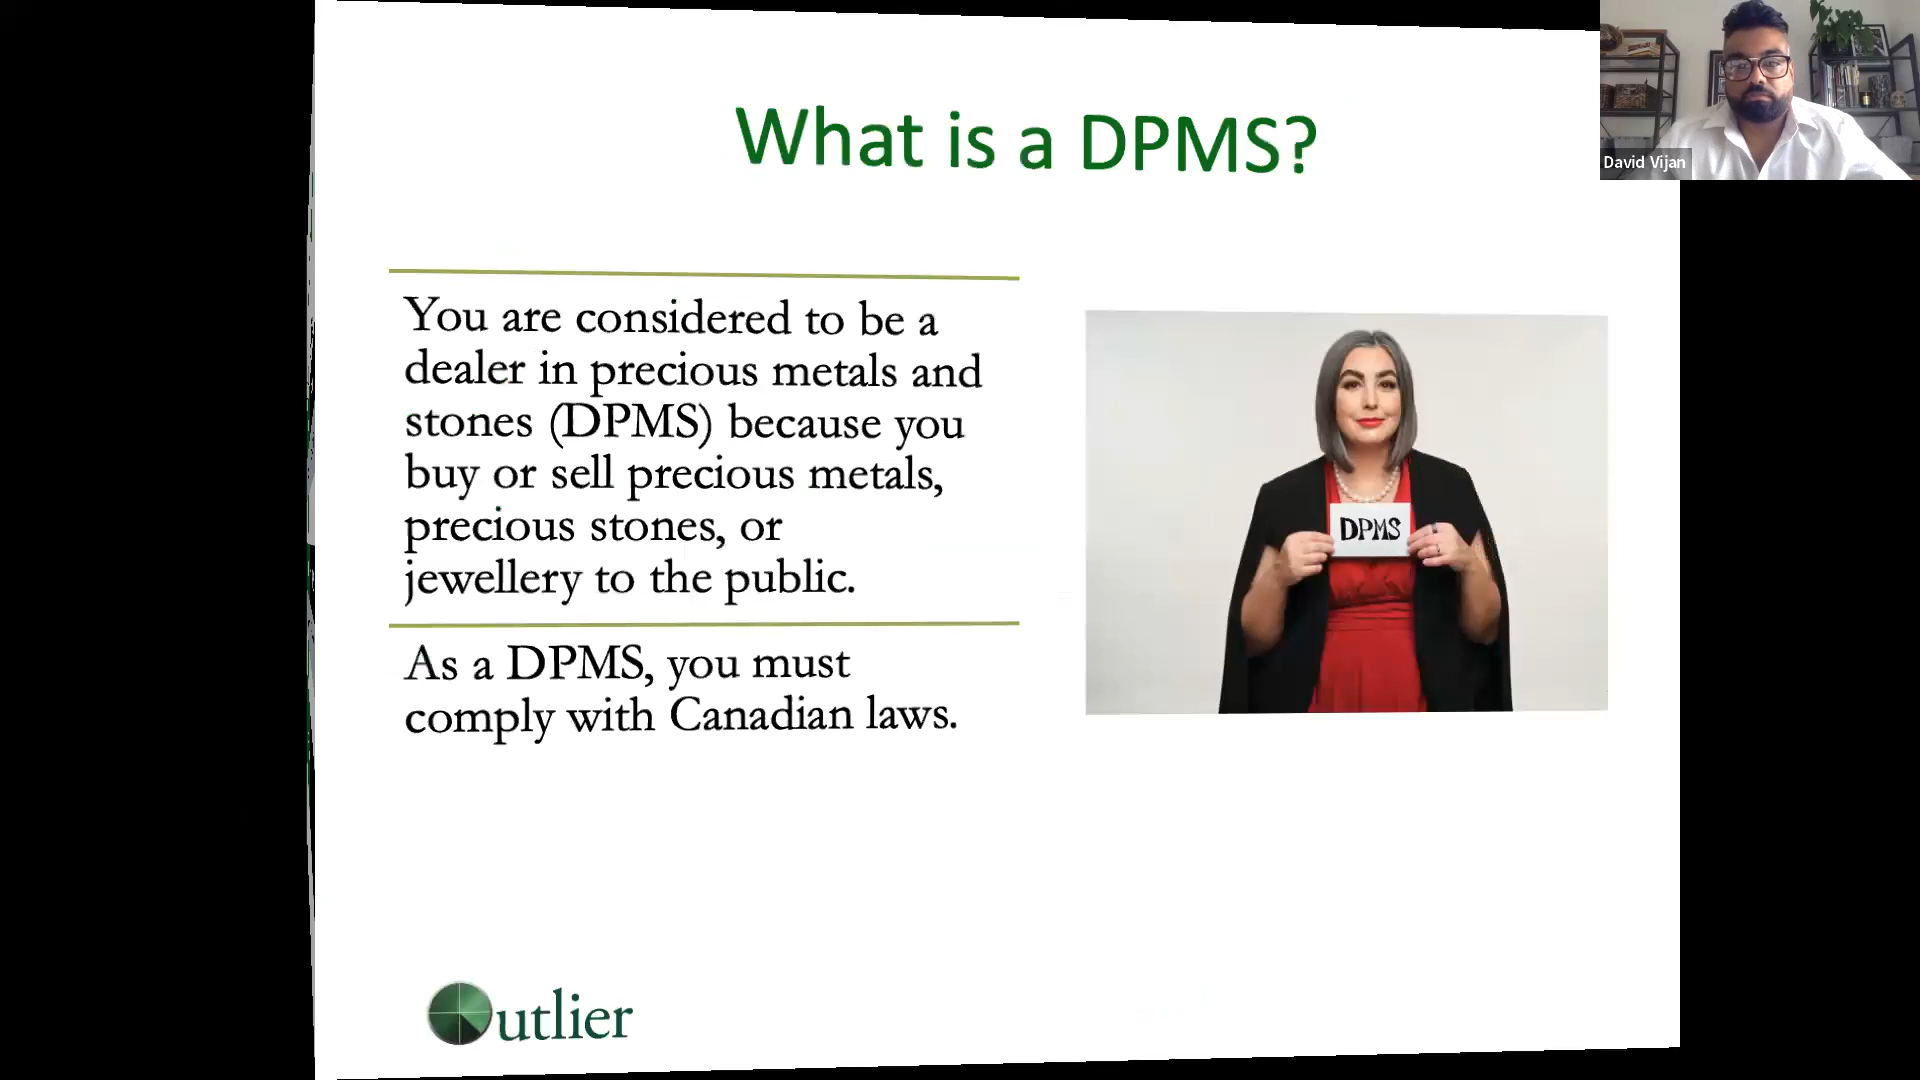 What is a DPMS?
David Vijan
You are considered to be a
dealer in precious metals and
stones (DPMS) because you
buy or sell precious metals,
precious stones, or
jewellery to the public.
DPMS
As a DPMS, you must
comply with Canadian laws.
Outlier